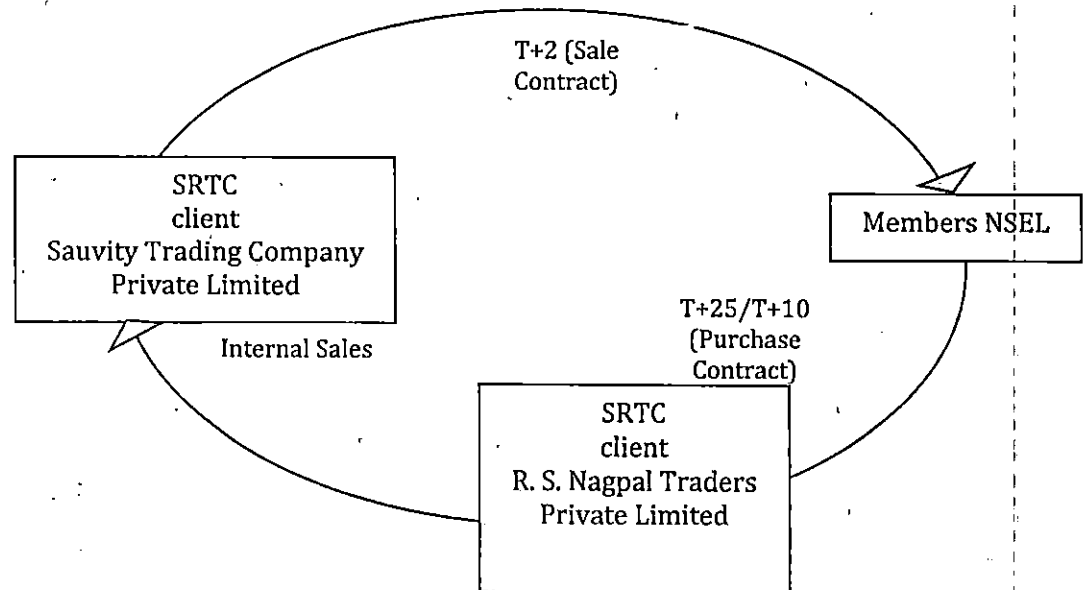 T+2 (Sale
Contract)
SRTC
client
Sauvity Trading Company
Private Limited
Members NSEL
T+25/T+10
(Purchase
Contract)
Internal Sales
SRTC
client
R. S. Nagpal Traders
Private Limited